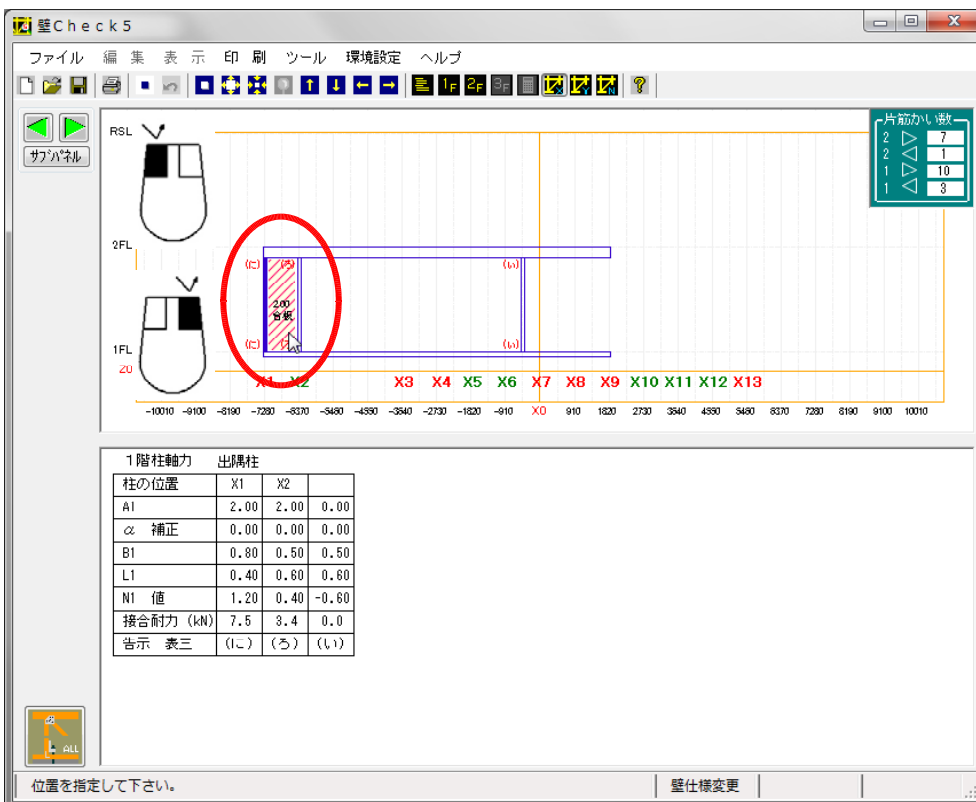 壁Check5
ファイル 編 集 表 示 印 刷 ツール 環境設定 ヘルプ
1F 2F 3F
サブパネル
RSL
片筋かい数
2 7
2 1
1 10
1 3
2FL
(に) (ろ) (い)
2.00
合板
(に) (い)
1FL
20
X1 X2 X3 X4 X5 X6 X7 X8 X9 X10 X11 X12 X13
-10010 -9100 -8190 -7280 -6370 -5460 -4550 -3640 -2730 -1820 -910 X0 910 1820 2730 3640 4550 5460 6370 7280 8190 9100 10010
1階柱軸力 出隅柱
柱の位置 X1 X2
A1 2.00 2.00 0.00
α 補正 0.00 0.00 0.00
B1 0.80 0.50 0.50
L1 0.40 0.60 0.60
N1 値 1.20 0.40 -0.60
接合耐力 (kN) 7.5 3.4 0.0
告示 表三 (に) (ろ) (い)
ALL
位置を指定して下さい。
壁仕様変更